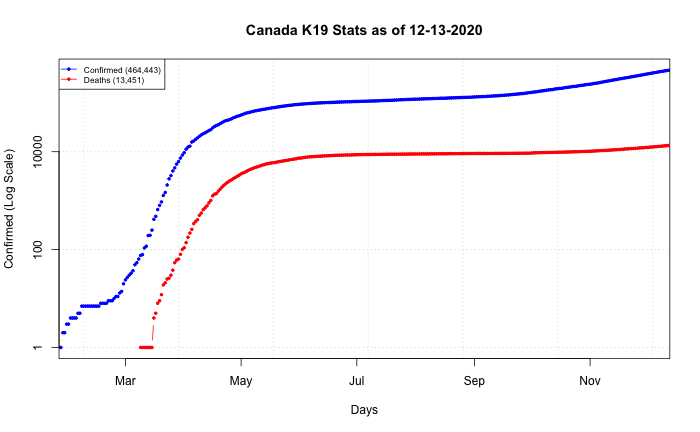 Canada K19 Stats as of 12-13-2020
Confirmed (464,443)
Deaths (13,451)
Confirmed (Log Scale)
10000
100
1
Mar May Jul Sep Nov
Days